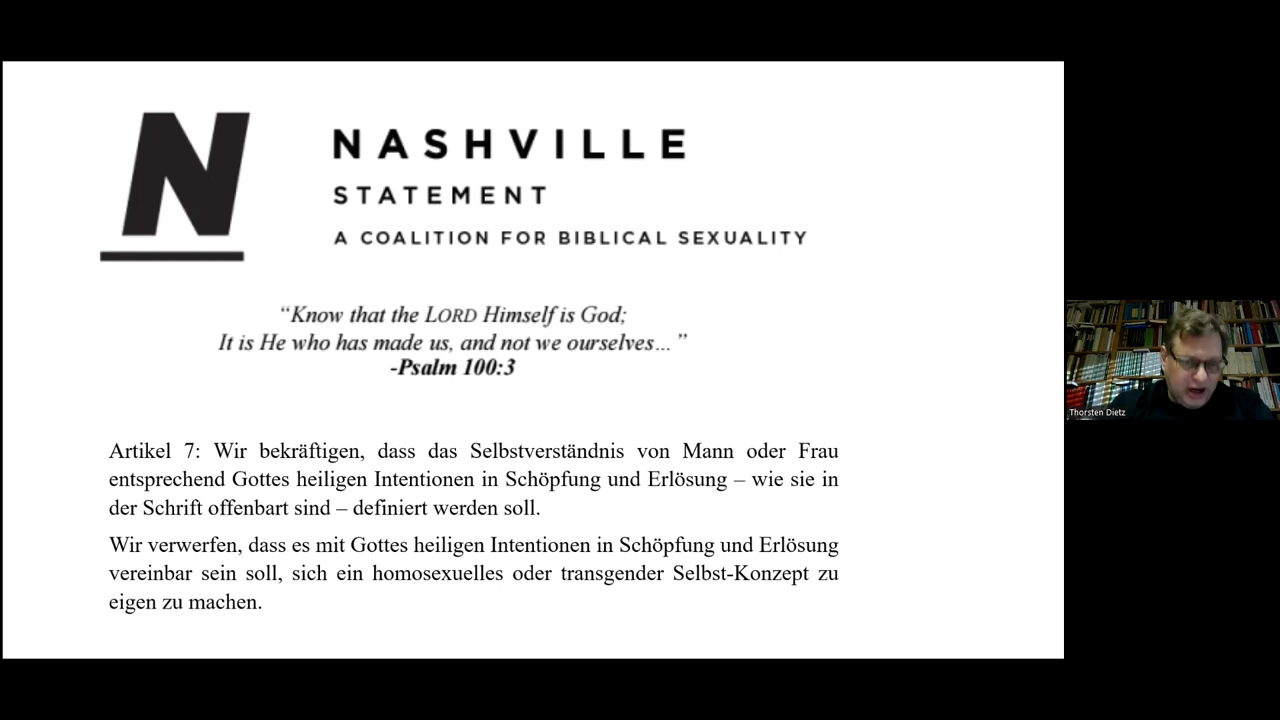 N
NASHVILLE
STATEMENT
A COALITION FOR BIBLICAL SEXUALITY
“Know that the LORD Himself is God;
It is He who has made us, and not we ourselves… ”
-Psalm 100:3
Artikel 7: Wir bekräftigen, dass das Selbstverständnis von Mann oder Frau
entsprechend Gottes heiligen Intentionen in Schöpfung und Erlösung – wie sie in
der Schrift offenbart sind – definiert werden soll.
Wir verwerfen, dass es mit Gottes heiligen Intentionen in Schöpfung und Erlösung
vereinbar sein soll, sich ein homosexuelles oder transgender Selbst-Konzept zu
eigen zu machen.
Thorsten Dietz